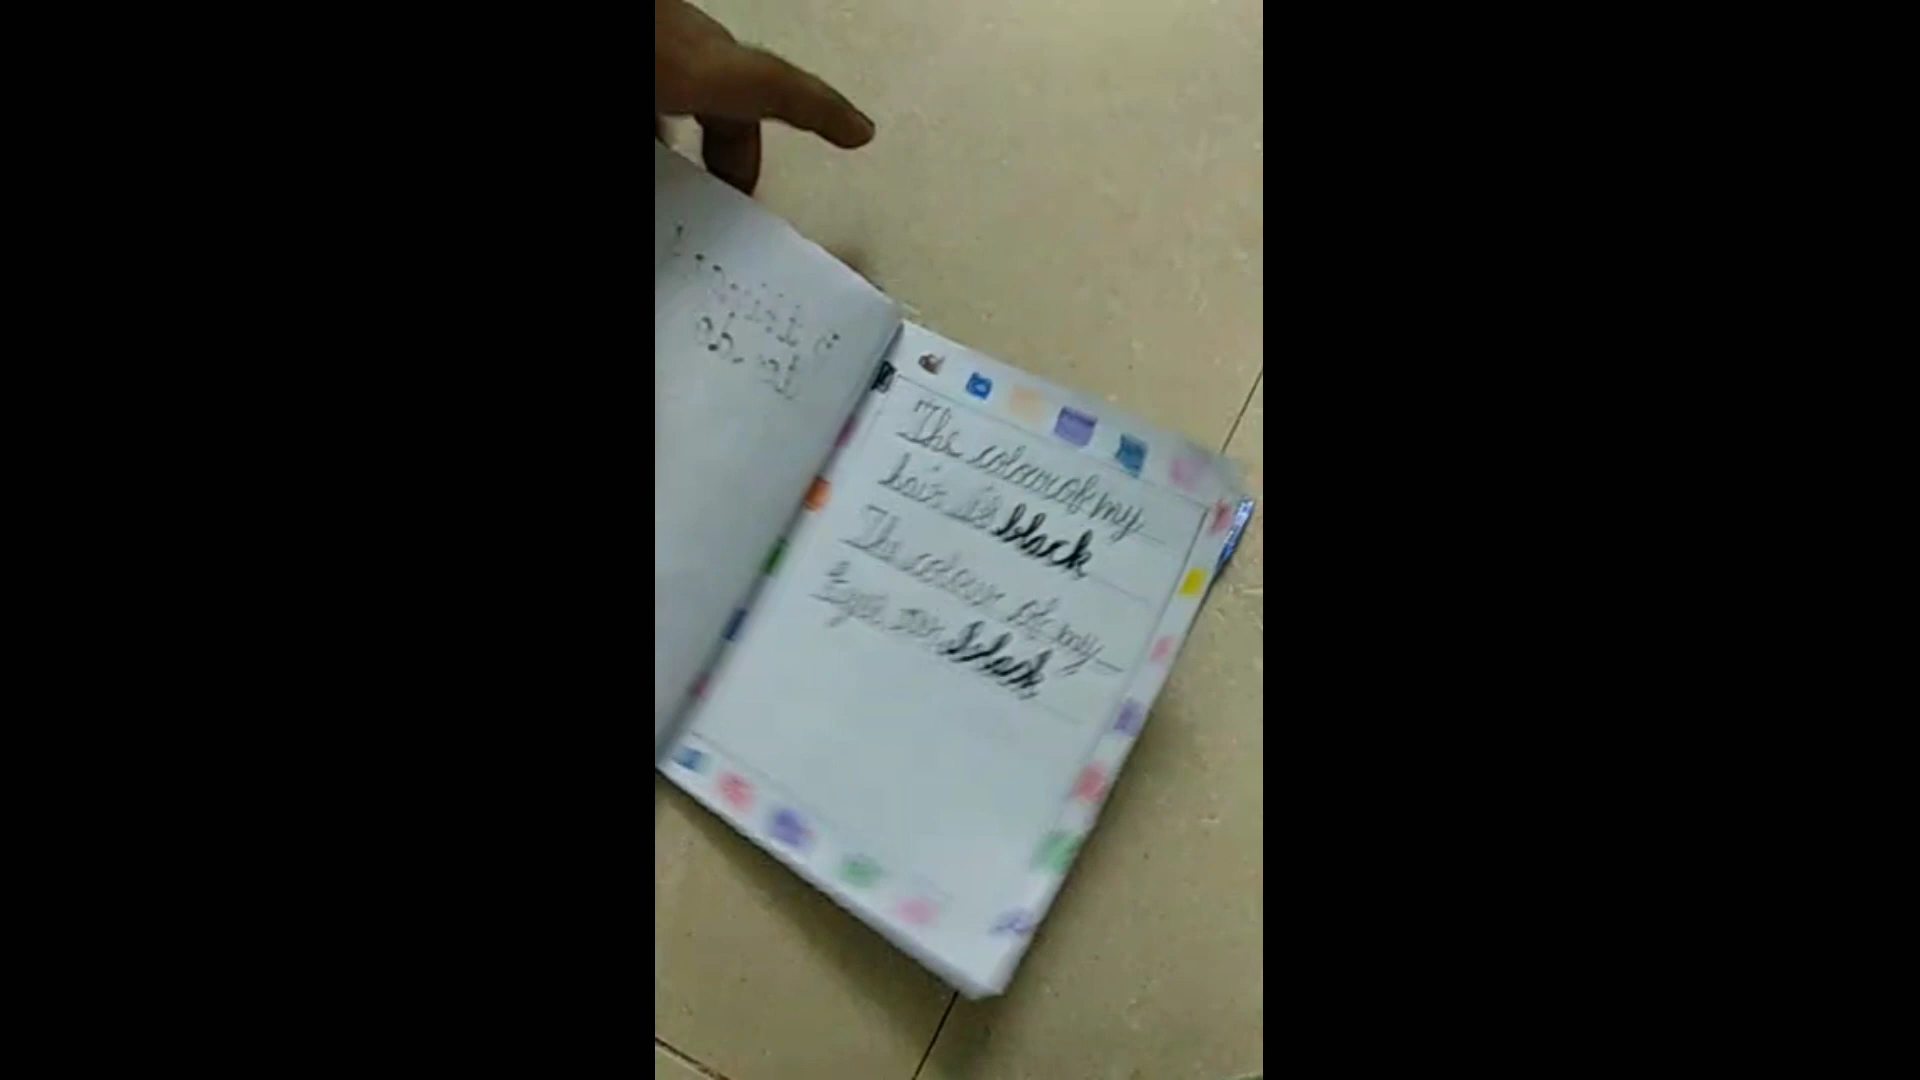 The colour of my
hair is black
The colour of my
Eyes are black